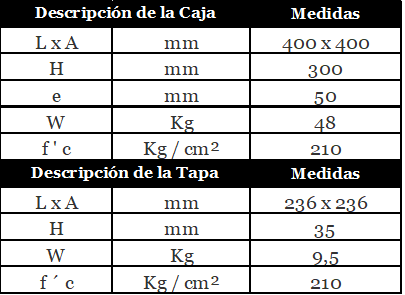 Descripción de la Caja Medidas
L x A mm 400 x 400
H mm 300
e mm 50
W Kg 48
f ' c Kg / cm² 210
Descripción de la Tapa Medidas
L x A mm 236 x 236
H mm 35
W Kg 9,5
f ´ c Kg / cm² 210